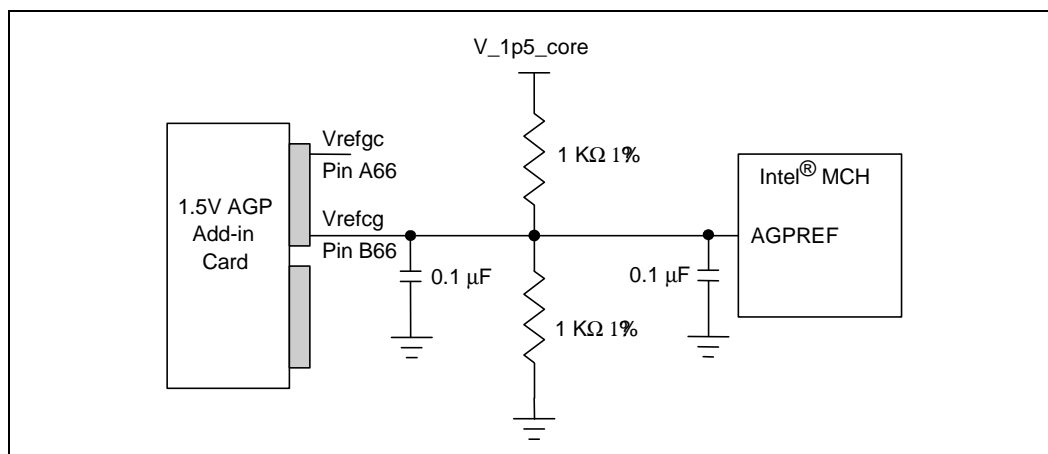 V_1p5_core
Vrefgc
Pin A66
1 KΩ 1%
Intel® MCH
1.5V AGP
Add-in
Card
Vrefcg
Pin B66
AGPREF
0.1 μF
0.1 μF
1 KΩ 1%